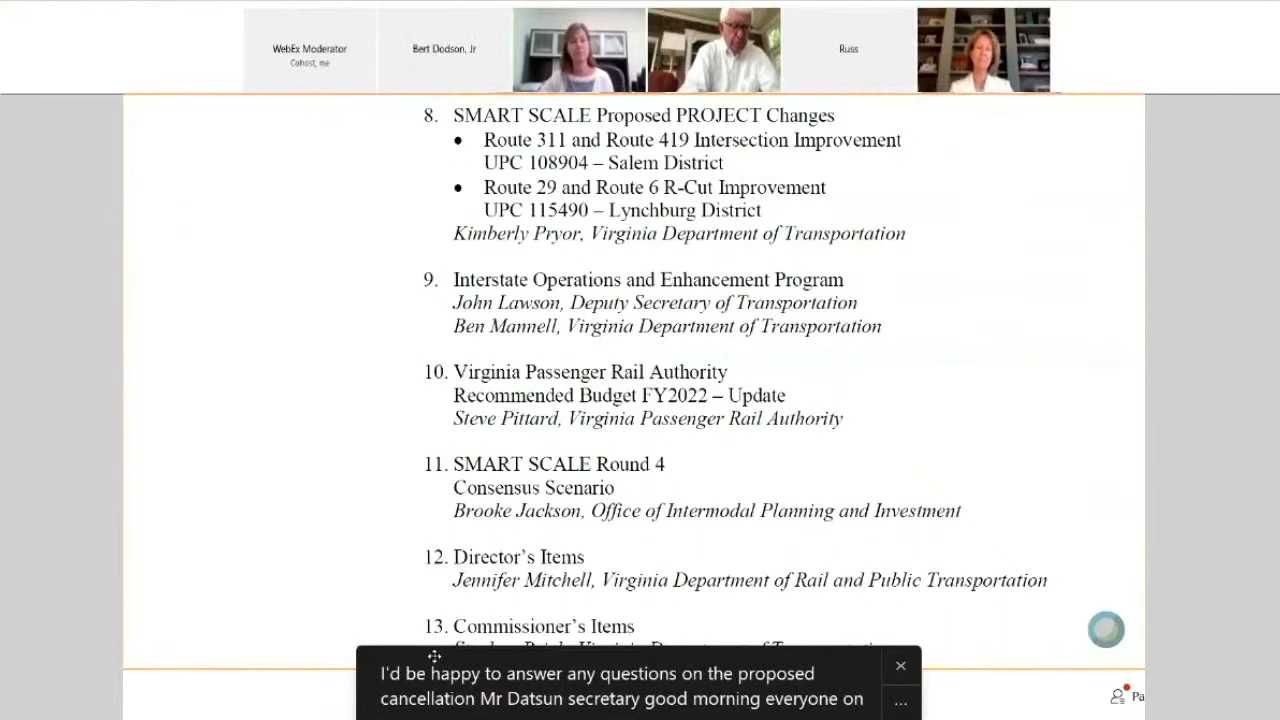 WebEx Moderator
Cohost, me
Bert Dodson, Jr
Russ
8. SMART SCALE Proposed PROJECT Changes
• Route 311 and Route 419 Intersection Improvement
UPC 108904 – Salem District
• Route 29 and Route 6 R-Cut Improvement
UPC 115490 – Lynchburg District
Kimberly Pryor, Virginia Department of Transportation
9. Interstate Operations and Enhancement Program
John Lawson, Deputy Secretary of Transportation
Ben Mannell, Virginia Department of Transportation
10. Virginia Passenger Rail Authority
Recommended Budget FY2022 – Update
Steve Pittard, Virginia Passenger Rail Authority
11. SMART SCALE Round 4
Consensus Scenario
Brooke Jackson, Office of Intermodal Planning and Investment
12. Director's Items
Jennifer Mitchell, Virginia Department of Rail and Public Transportation
13. Commissioner's Items
I'd be happy to answer any questions on the proposed
cancellation Mr Datsun secretary good morning everyone on
Pa